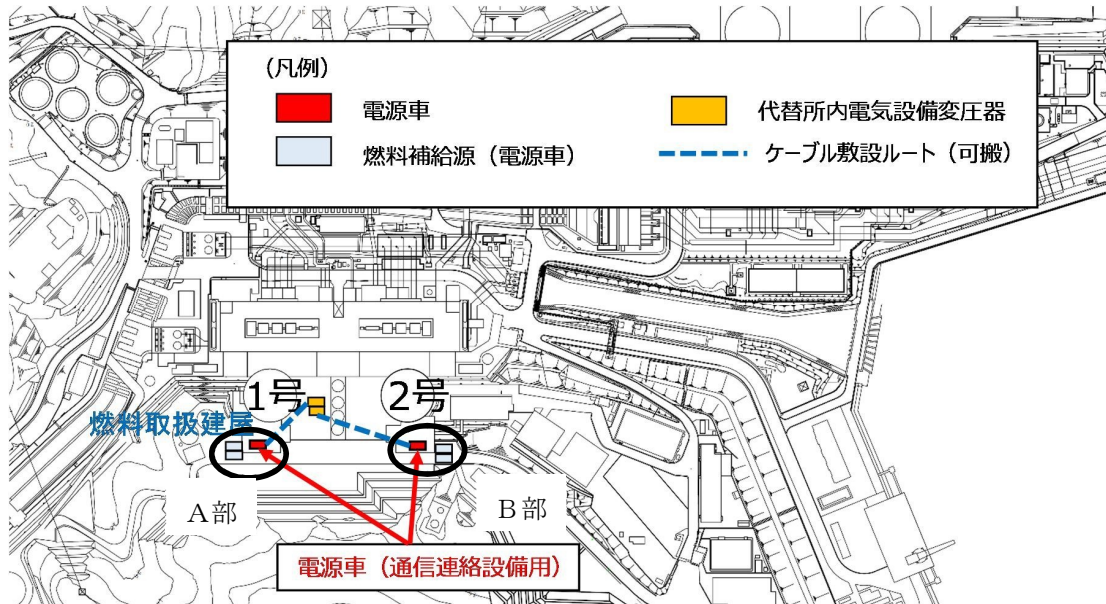 (凡例)
電源車
代替所内電気設備変圧器
燃料補給源（電源車）
ケーブル敷設ルート（可搬）
1号
2号
燃料取扱建屋
A部
B部
電源車（通信連絡設備用）